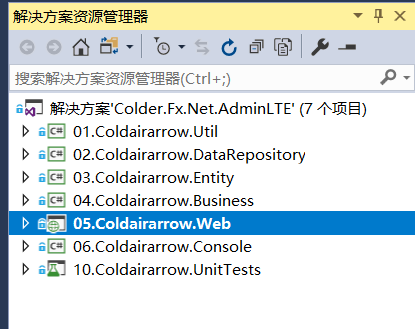 解决方案资源管理器
搜索解决方案资源管理器(Ctrl+;)
解决方案'Colder.Fx.Net.AdminLTE' (7 个项目)
C# 01.Coldairarrow.Util
C# 02.Coldairarrow.DataRepository
C# 03.Coldairarrow.Entity
C# 04.Coldairarrow.Business
05.Coldairarrow.Web
C# 06.Coldairarrow.Console
10.Coldairarrow.UnitTests